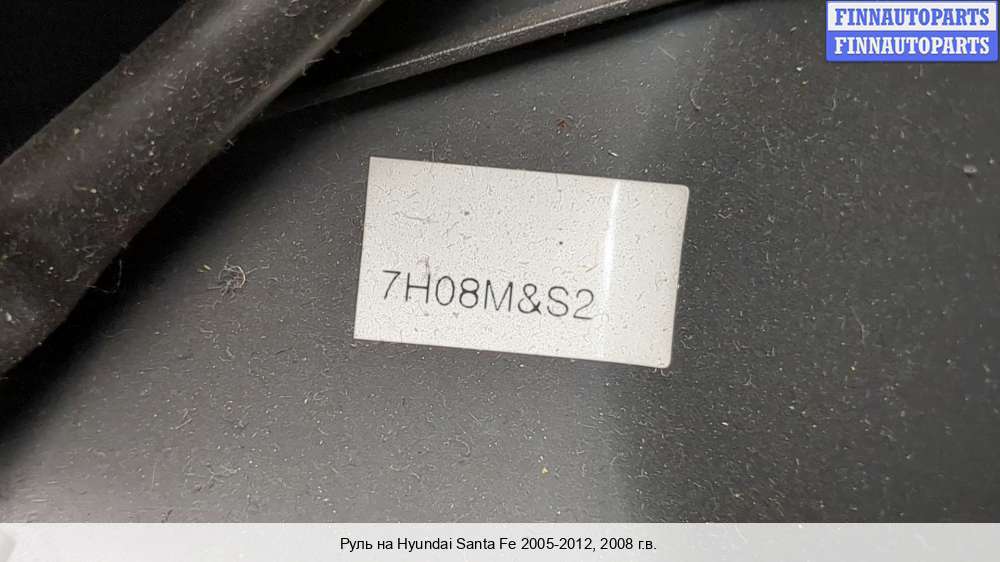 FINNAUTOPARTS
FINNAUTOPARTS
7H08M&S2
Руль на Hyundai Santa Fe 2005-2012, 2008 г.в.